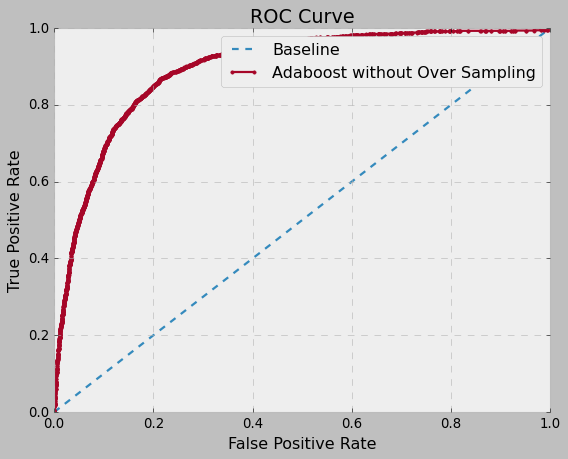 ROC Curve
Baseline
Adaboost without Over Sampling
True Positive Rate
1.0
0.8
0.6
0.4
0.2
0.0
0.0 0.2 0.4 0.6 0.8 1.0
False Positive Rate